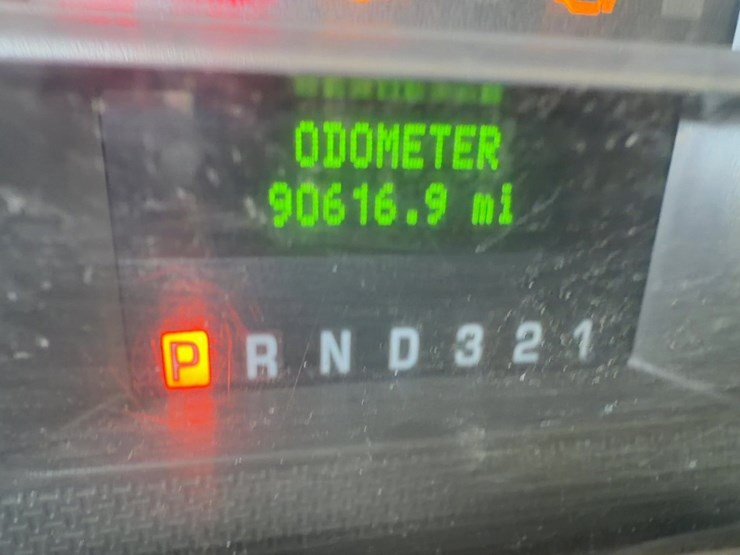 ODOMETER
90616.9 mi
P R N D 3 2 1